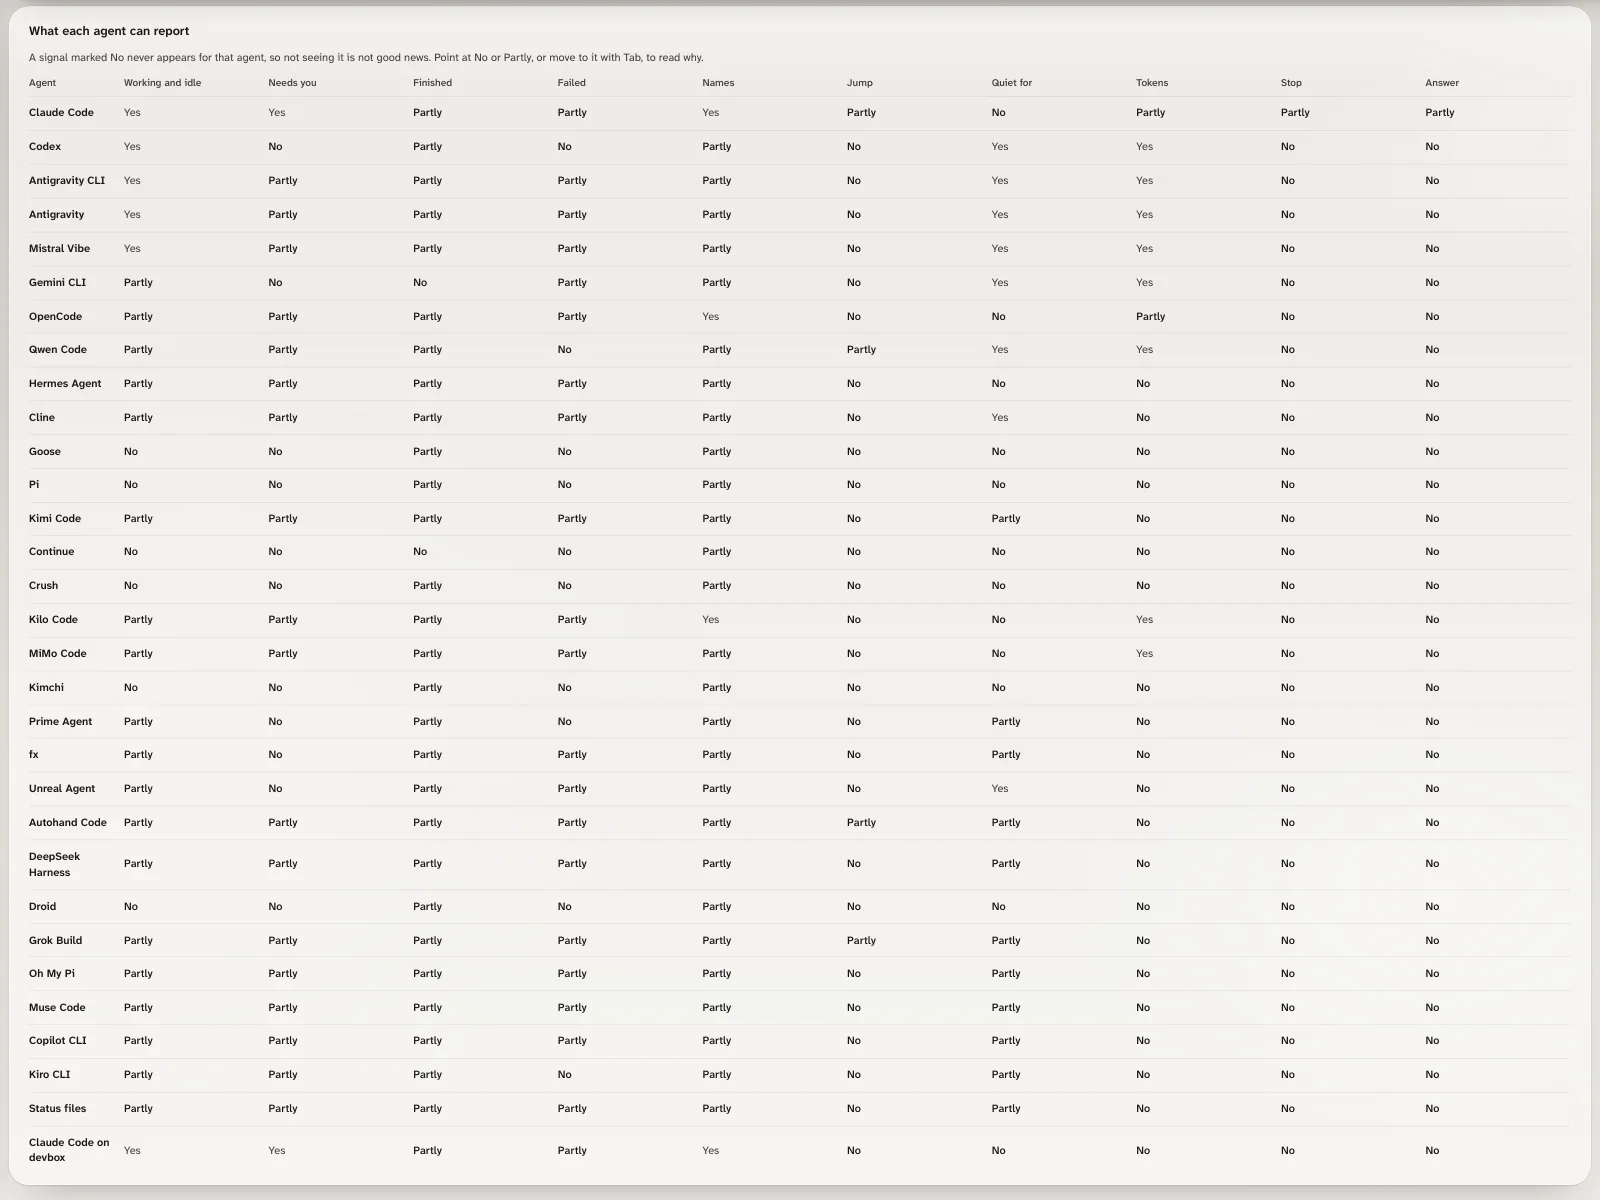 What each agent can report
A signal marked No never appears for that agent, so not seeing it is not good news. Point at No or Partly, or move to it with Tab, to read why.
Agent Working and idle Needs you Finished Failed Names Jump Quiet for Tokens Stop Answer
Claude Code Yes Yes Partly Partly Yes Partly No Partly Partly Partly
Codex Yes No Partly No Partly No Yes Yes No No
Antigravity CLI Yes Partly Partly Partly Partly No Yes Yes No No
Antigravity Yes Partly Partly Partly Partly No Yes Yes No No
Mistral Vibe Yes Partly Partly Partly Partly No Yes Yes No No
Gemini CLI Partly No No Partly Partly No Yes Yes No No
OpenCode Partly Partly Partly Partly Yes No No Partly No No
Qwen Code Partly Partly Partly No Partly Partly Yes Yes No No
Hermes Agent Partly Partly Partly Partly Partly No No No No No
Cline Partly Partly Partly Partly Partly No Yes No No No
Goose No No Partly No Partly No No No No No
Pi No No Partly No Partly No No No No No
Kimi Code Partly Partly Partly Partly Partly No Partly No No No
Continue No No No No Partly No No No No No
Crush No No Partly No Partly No No No No No
Kilo Code Partly Partly Partly Partly Yes No No Yes No No
MiMo Code Partly Partly Partly Partly Partly No No Yes No No
Kimchi No No Partly No Partly No No No No No
Prime Agent Partly No Partly No Partly No Partly No No No
fx Partly No Partly Partly Partly No Partly No No No
Unreal Agent Partly No Partly Partly Partly No Yes No No No
Autohand Code Partly Partly Partly Partly Partly Partly Partly No No No
DeepSeek
Harness Partly Partly Partly Partly Partly No Partly No No No
Droid No No Partly No Partly No No No No No
Grok Build Partly Partly Partly Partly Partly Partly Partly No No No
Oh My Pi Partly Partly Partly Partly Partly No Partly No No No
Muse Code Partly Partly Partly Partly Partly No Partly No No No
Copilot CLI Partly Partly Partly Partly Partly No Partly No No No
Kiro CLI Partly Partly Partly No Partly No Partly No No No
Status files Partly Partly Partly Partly Partly No Partly No No No
Claude Code on
devbox Yes Yes Partly Partly Yes No No No No No